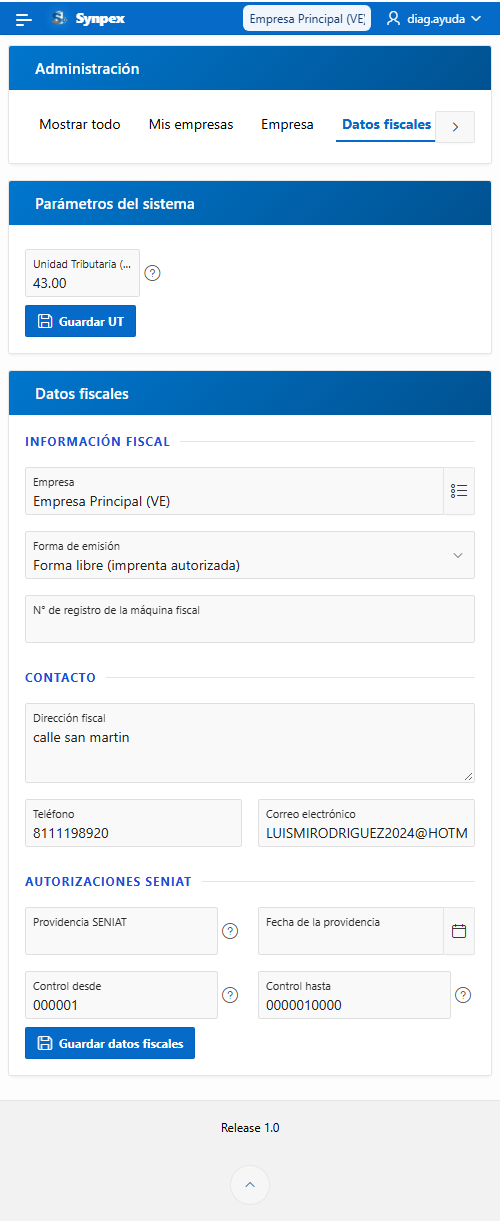 Synpex
Empresa Principal (VE)
diag.ayuda
Administración
Mostrar todo
Mis empresas
Empresa
Datos fiscales
Parámetros del sistema
Unidad Tributaria (...
43.00
Guardar UT
Datos fiscales
INFORMACIÓN FISCAL
Empresa
Empresa Principal (VE)
Forma de emisión
Forma libre (imprenta autorizada)
N° de registro de la máquina fiscal
CONTACTO
Dirección fiscal
calle san martin
Teléfono
8111198920
Correo electrónico
LUISMIRODRIGUEZ2024@HOTM
AUTORIZACIONES SENIAT
Providencia SENIAT
Fecha de la providencia
Control desde
000001
Control hasta
0000010000
Guardar datos fiscales
Release 1.0